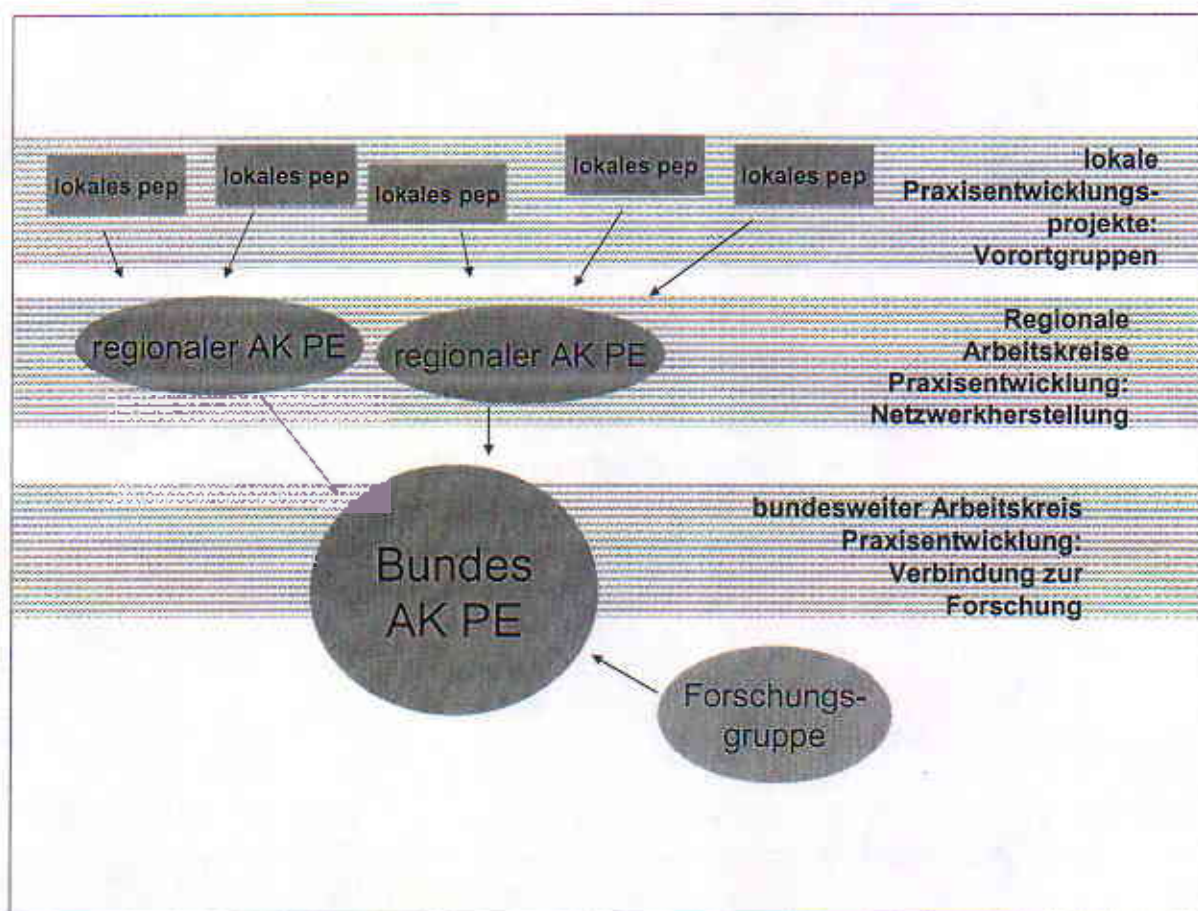 lokales pep
lokales pep
lokales pep
lokales pep
lokales pep
lokale
Praxisentwicklungs-
projekte:
Vorortgruppen
regionaler AK PE
regionaler AK PE
Regionale
Arbeitskreise
Praxisentwicklung:
Netzwerkherstellung
Bundes
AK PE
bundesweiter Arbeitskreis
Praxisentwicklung:
Verbindung zur
Forschung
Forschungs-
gruppe